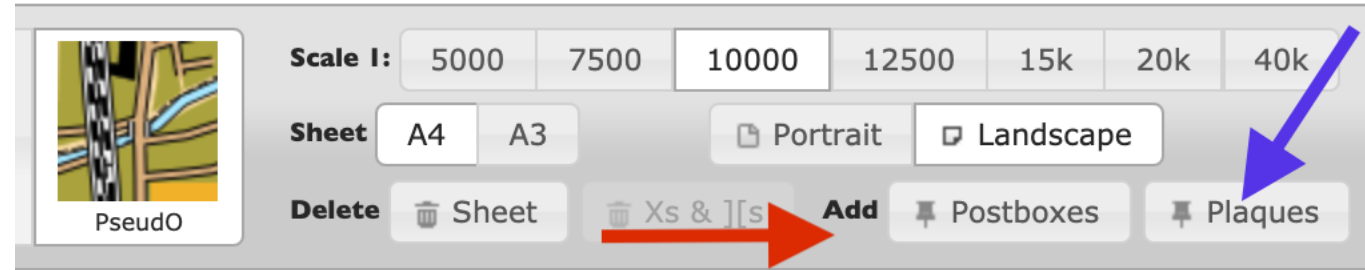 Scale 1: 5000 7500 10000 12500 15k 20k 40k
Sheet A4 A3 Portrait Landscape
Delete Sheet Xs & ][s Add Postboxes Plaques
PseudO